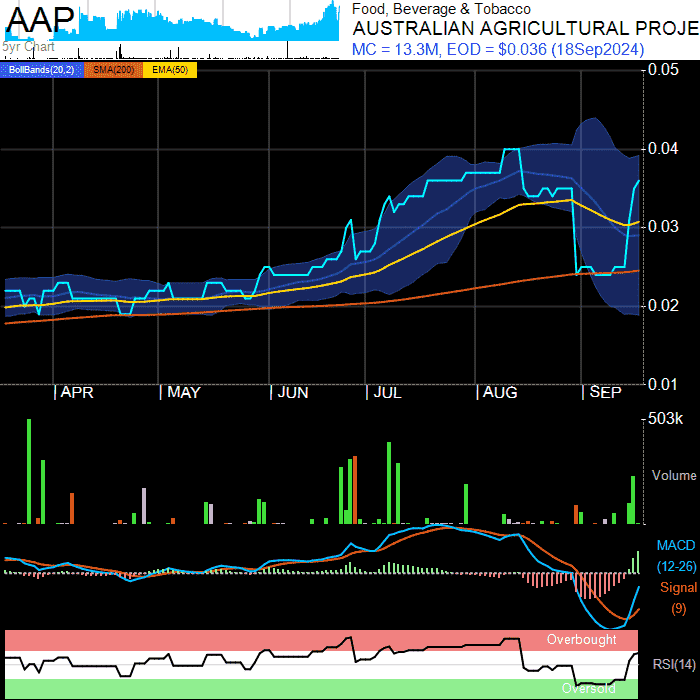 AAP
5yr Chart
Food, Beverage & Tobacco
AUSTRALIAN AGRICULTURAL PROJE
MC = 13.3M, EOD = $0.036 (18Sep2024)
BollBands(20,2) SMA(200) EMA(50)
0.05
0.04
0.03
0.02
0.01
APR MAY JUN JUL AUG SEP
503k
Volume
MACD
(12-26)
Signal
(9)
Overbought
RSI(14)
Oversold